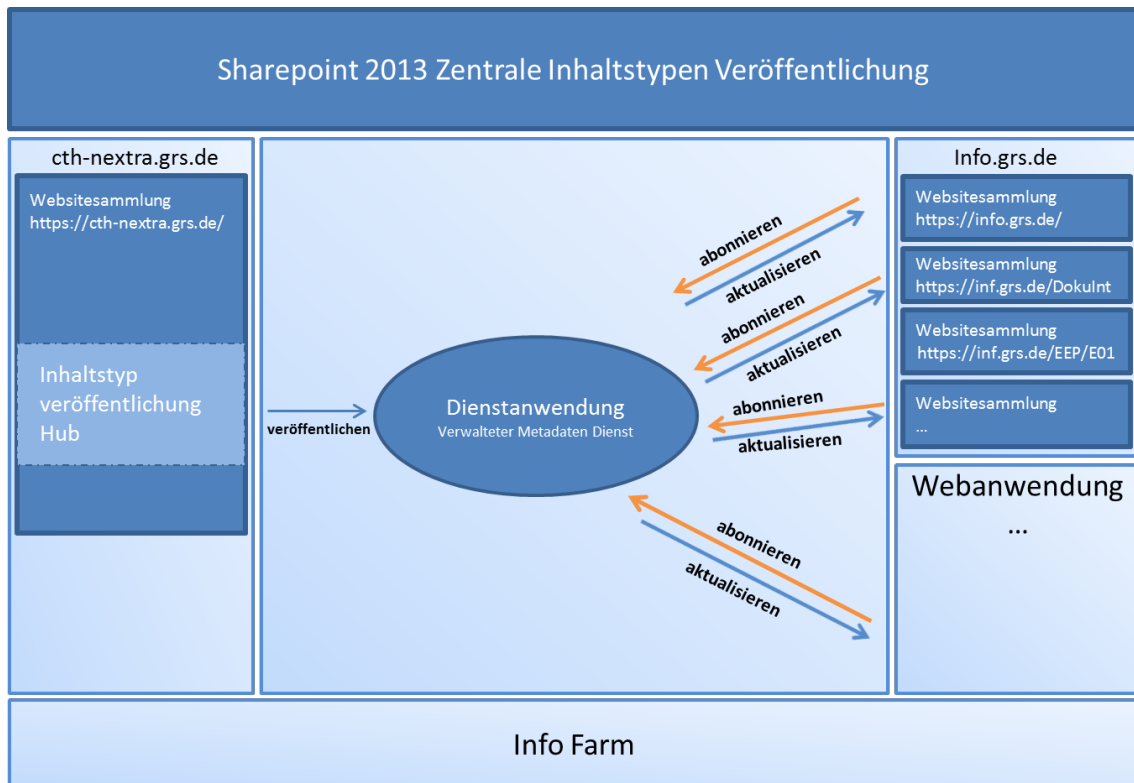 Sharepoint 2013 Zentrale Inhaltstypen Veröffentlichung
cth-nextra.grs.de
Websitesammlung
https://cth-nextra.grs.de/
Inhaltstyp
veröffentlichung
Hub
veröffentlichen
Dienstanwendung
Verwalteter Metadaten Dienst
abonnieren
aktualisieren
abonnieren
aktualisieren
abonnieren
aktualisieren
abonnieren
aktualisieren
Info.grs.de
Websitesammlung
https://info.grs.de/
Websitesammlung
https://inf.grs.de/DokuInt
Websitesammlung
https://inf.grs.de/EEP/E01
Websitesammlung
...
Webanwendung
...
Info Farm